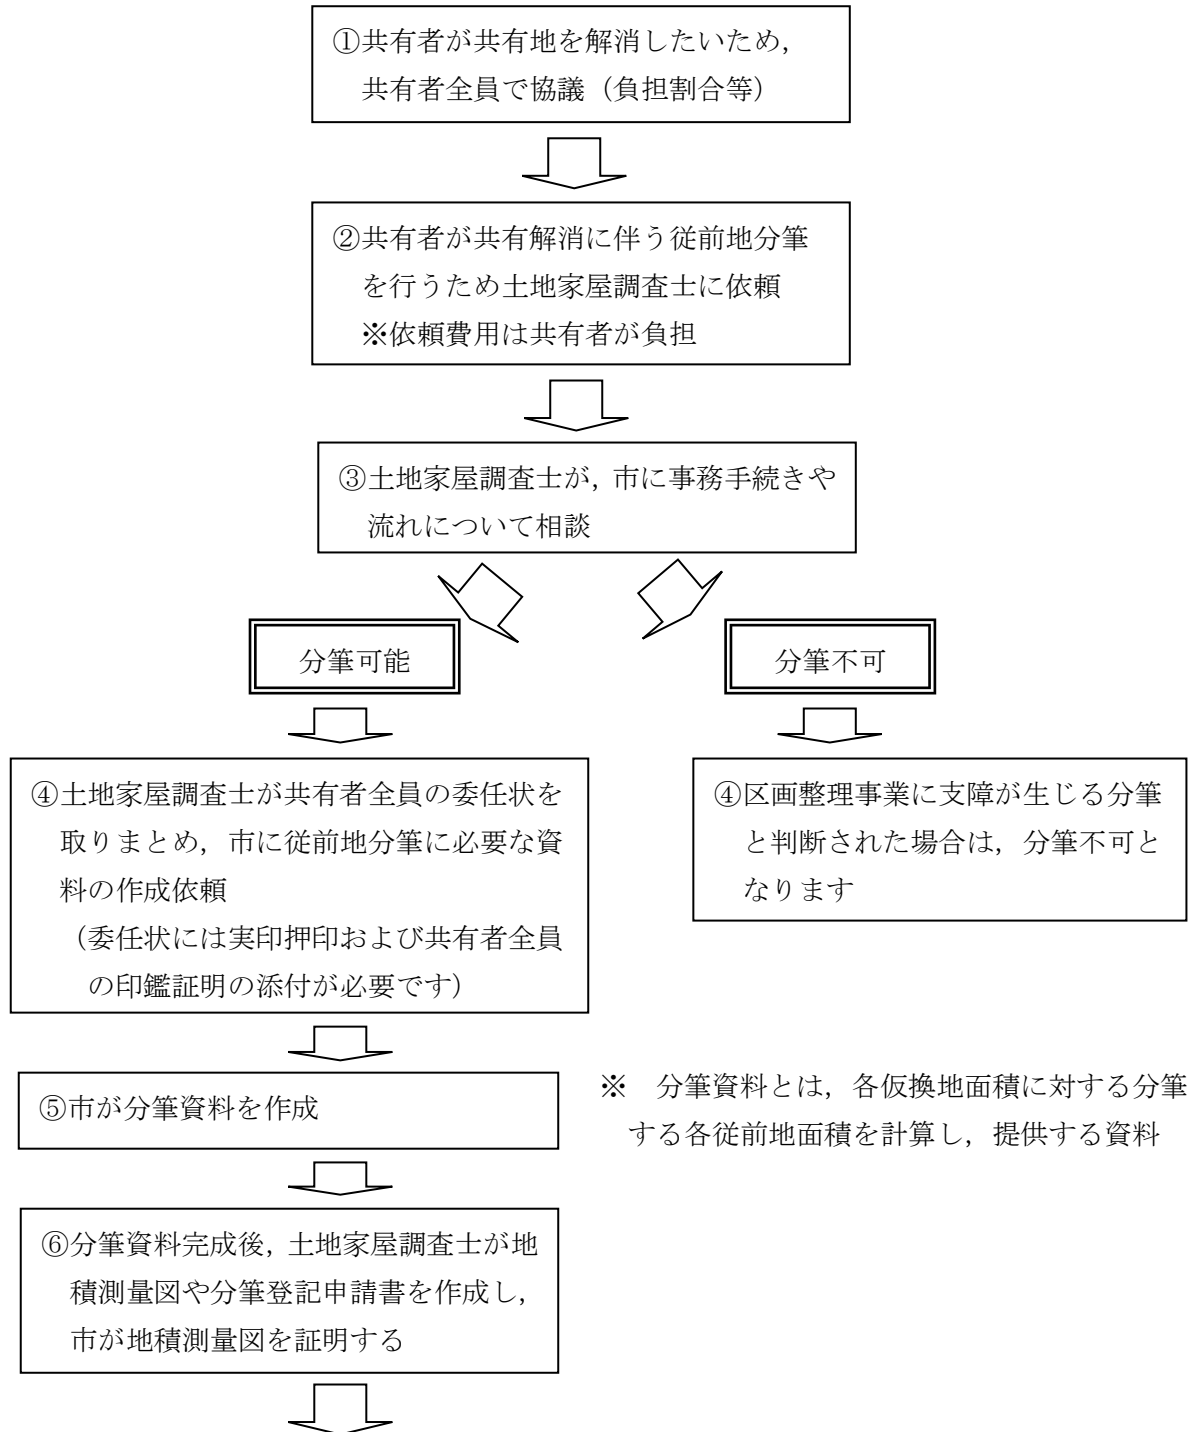 ①共有者が共有地を解消したいため，
共有者全員で協議（負担割合等）
②共有者が共有解消に伴う従前地分筆
を行うため土地家屋調査士に依頼
※依頼費用は共有者が負担
③土地家屋調査士が，市に事務手続きや
流れについて相談
分筆可能
分筆不可
④土地家屋調査士が共有者全員の委任状を
取りまとめ，市に従前地分筆に必要な資
料の作成依頼
（委任状には実印押印および共有者全員
の印鑑証明の添付が必要です）
④区画整理事業に支障が生じる分筆
と判断された場合は，分筆不可と
なります
⑤市が分筆資料を作成
※　分筆資料とは，各仮換地面積に対する分筆
する各従前地面積を計算し，提供する資料
⑥分筆資料完成後，土地家屋調査士が地
積測量図や分筆登記申請書を作成し，
市が地積測量図を証明する